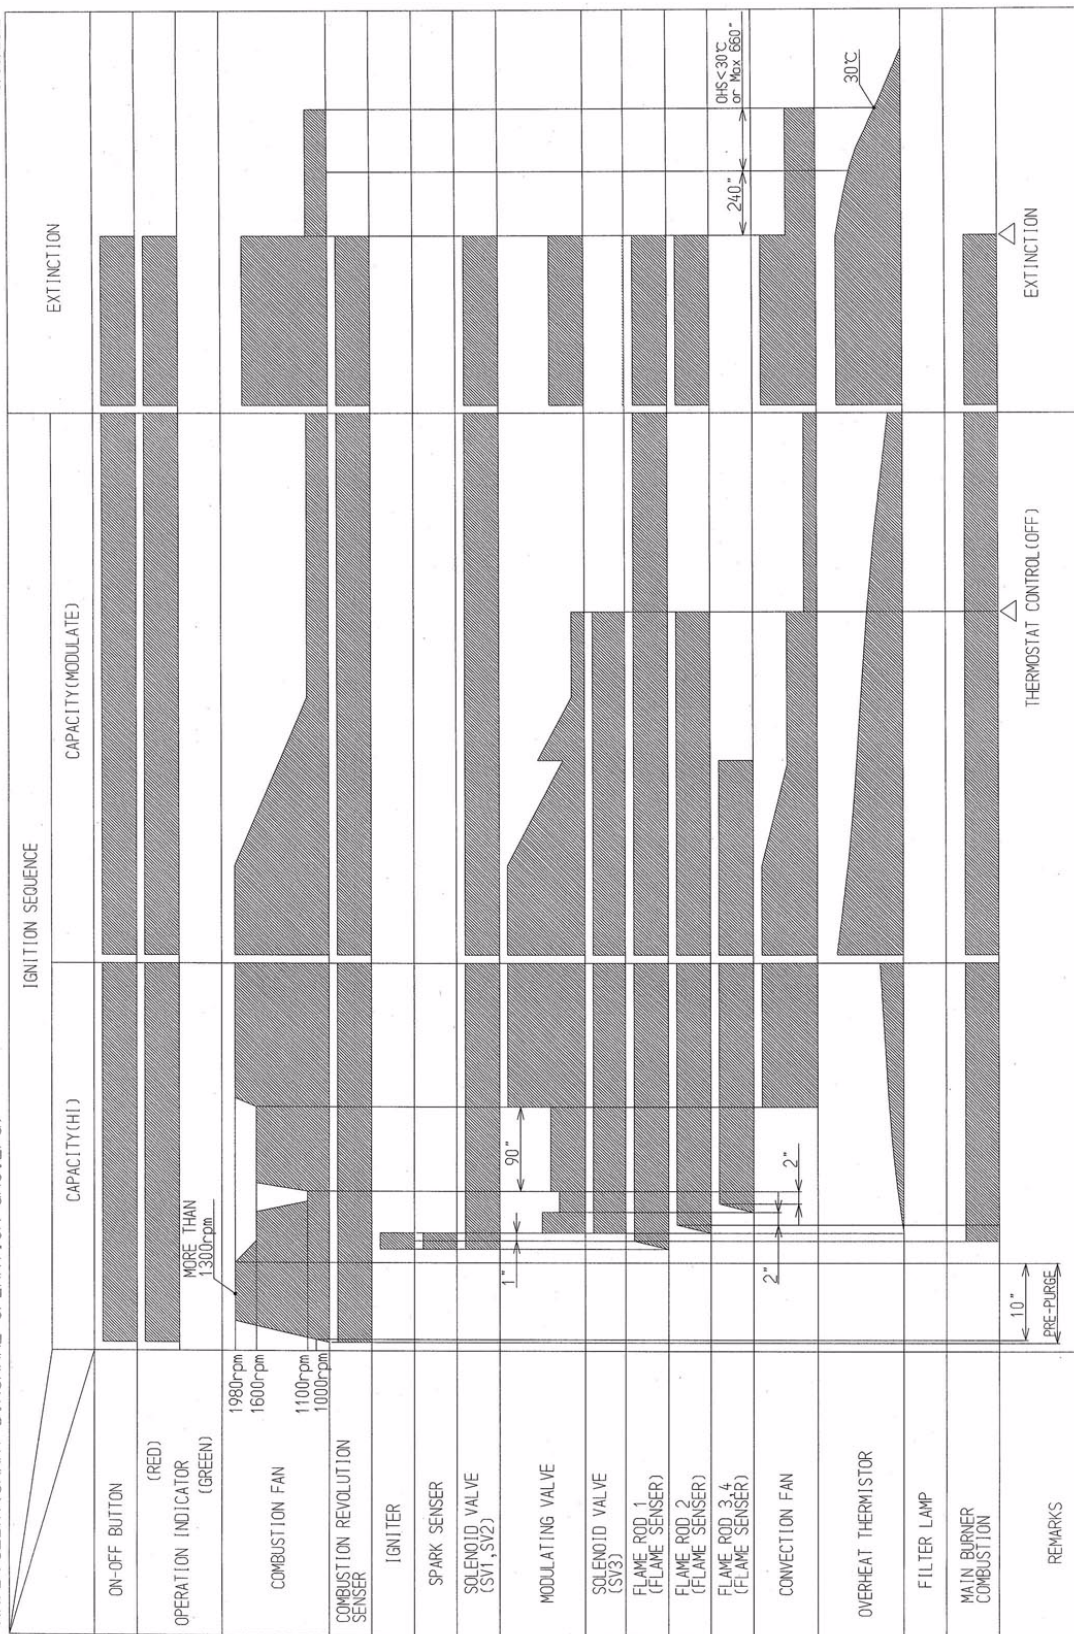 IGNITION SEQUENCE
EXTINCTION
CAPACITY(HI)
CAPACITY(MODULATE)
ON-OFF BUTTON
(RED)
OPERATION INDICATOR
(GREEN)
MORE THAN
1300rpm
1980rpm
1600rpm
1100rpm
1000rpm
COMBUSTION FAN
COMBUSTION REVOLUTION
SENSER
IGNITER
SPARK SENSER
SOLENOID VALVE
(SV1,SV2)
1"
90"
MODULATING VALVE
SOLENOID VALVE
(SV3)
FLAME ROD 1
(FLAME SENSER)
FLAME ROD 2
(FLAME SENSER)
FLAME ROD 3,4
(FLAME SENSER)
240"
OHS<30℃
or Max 660"
CONVECTION FAN
2"
2"
OVERHEAT THERMISTOR
30℃
FILTER LAMP
MAIN BURNER
COMBUSTION
REMARKS
10"
PRE-PURGE
THERMOSTAT CONTROL(OFF)
EXTINCTION